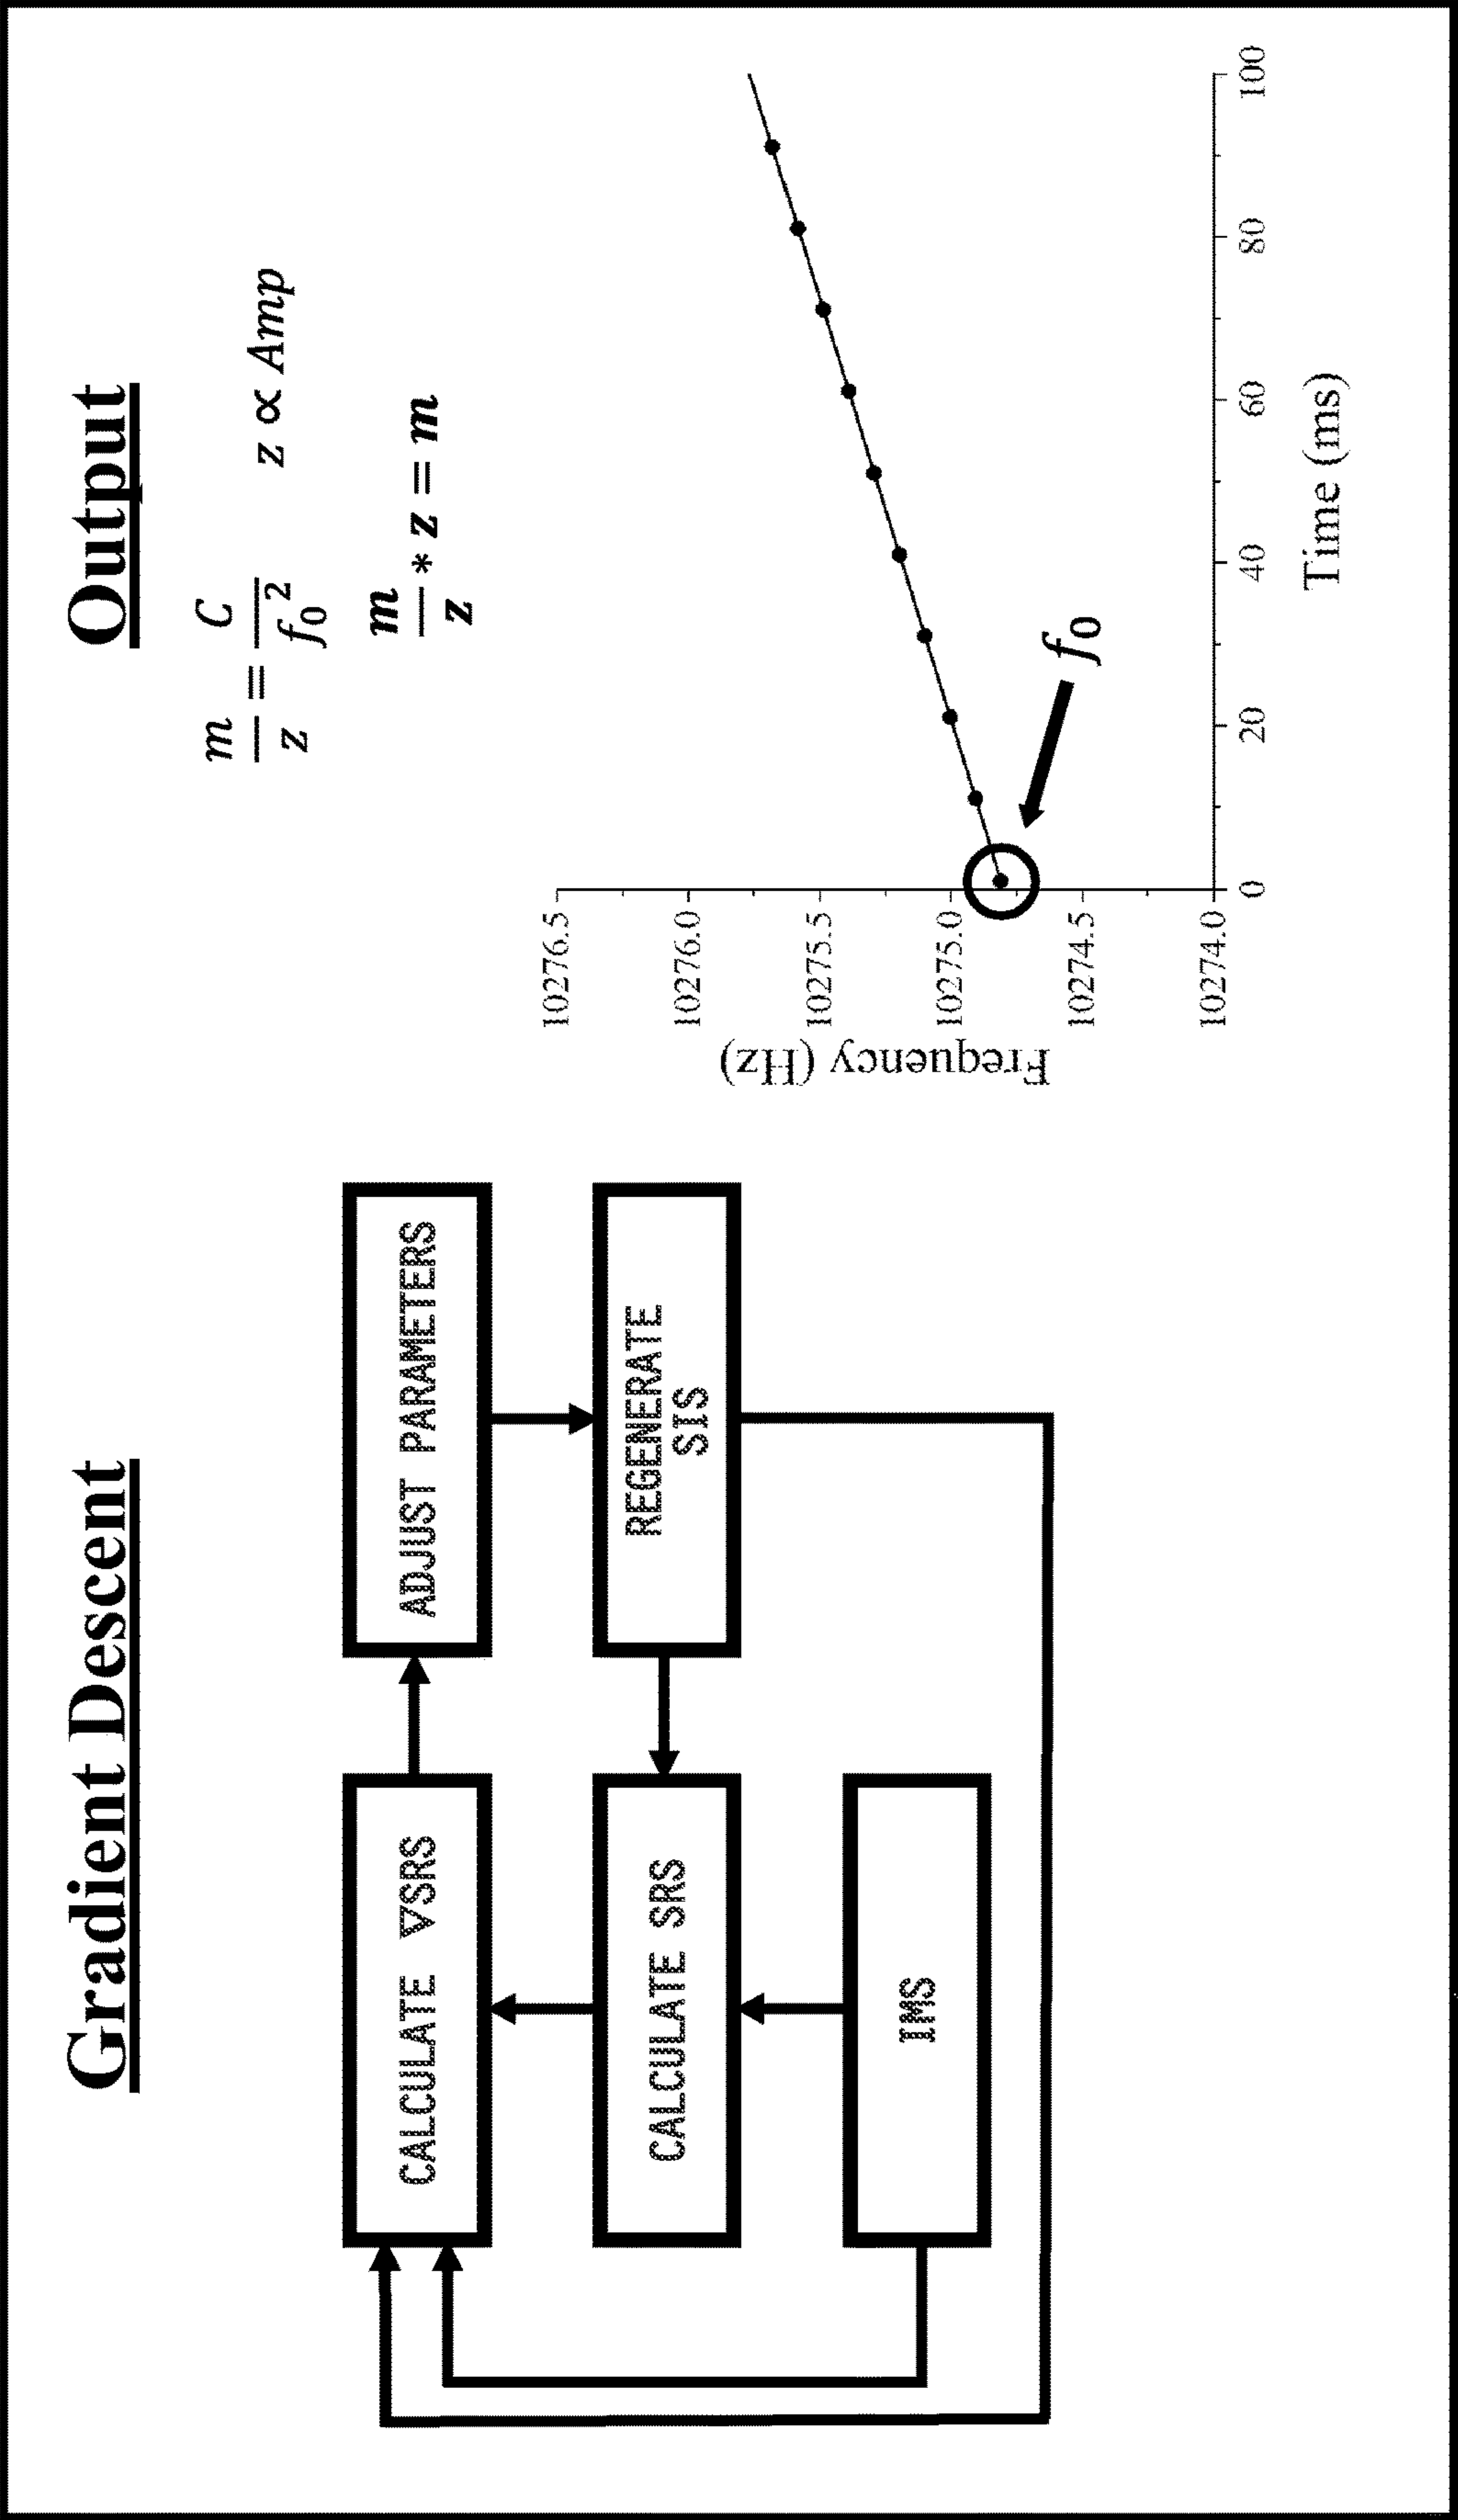 Gradient Descent
CALCULATE ∇SRS
ADJUST PARAMETERS
CALCULATE SRS
REGENERATE
SIS
IMS
Output
m/z = C/f₀²
z ∝ Amp
m/z * z = m
Frequency (Hz)
10276.5
10276.0
10275.5
10275.0
10274.5
10274.0
f₀
0 20 40 60 80 100
Time (ms)